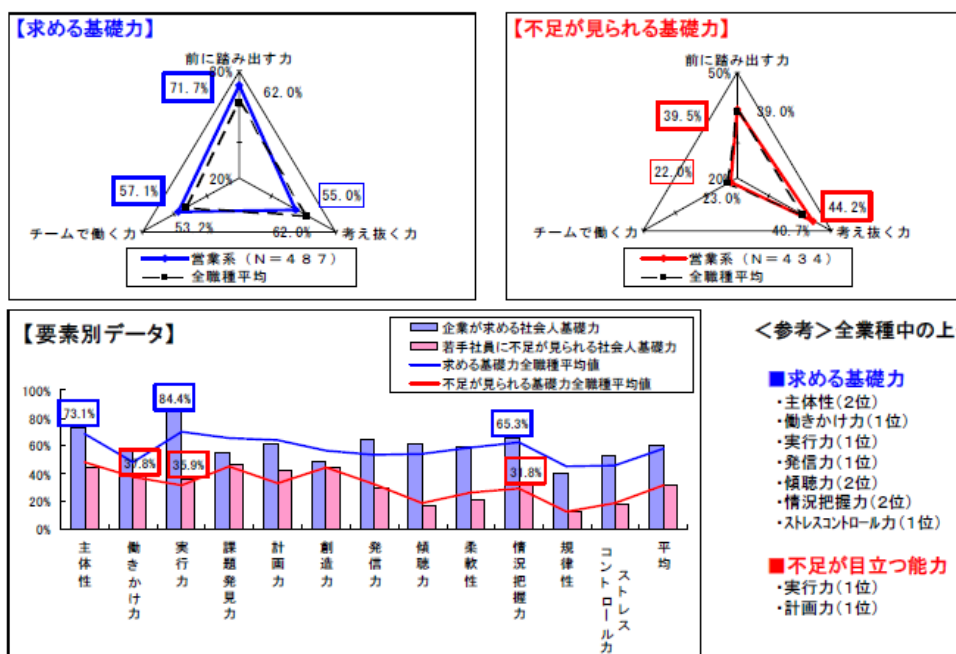 【求める基礎力】
前に踏み出す力
80%
71.7%
62.0%
57.1%
20%
55.0%
53.2%
62.0%
チームで働く力
考え抜く力
営業系(N=487)
全職種平均
【不足が見られる基礎力】
前に踏み出す力
50%
39.5%
39.0%
22.0%
20%
23.0%
44.2%
40.7%
チームで働く力
考え抜く力
営業系(N=434)
全職種平均
【要素別データ】
企業が求める社会人基礎力
若手社員に不足が見られる社会人基礎力
求める基礎力全職種平均値
不足が見られる基礎力全職種平均値
100%
80%
60%
40%
20%
0%
73.1%
84.4%
65.3%
37.8%
35.9%
31.8%
主体性
働きかけ力
実行力
課題発見力
計画力
創造力
発信力
傾聴力
柔軟性
情況把握力
規律性
ストレス
コントロール力
平均
<参考>全業種中の上
■求める基礎力
・主体性(2位)
・働きかけ力(1位)
・実行力(1位)
・発信力(1位)
・傾聴力(2位)
・情況把握力(2位)
・ストレスコントロール力(1位)
■不足が目立つ能力
・実行力(1位)
・計画力(1位)